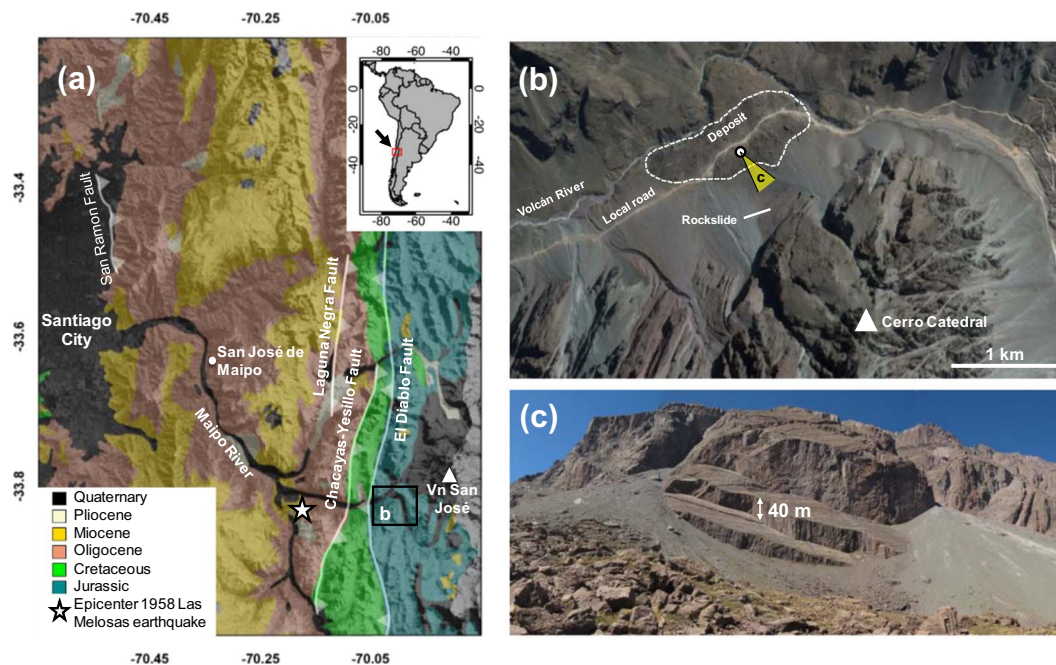 -70.45
-70.25
-70.05
(a)
-80
-60
-40
0
0
-20
-20
-40
-40
-80
-60
-40
-33.4
-33.6
-33.8
San Ramon Fault
Santiago
City
San José de
Maipo
Maipo River
Laguna Negra Fault
Chacayas-Yesillo Fault
El Diablo Fault
Vn San
José
b
Quaternary
Pliocene
Miocene
Oligocene
Cretaceous
Jurassic
Epicenter 1958 Las
Melosas earthquake
-70.45
-70.25
-70.05
(b)
Deposit
c
Volcán River
Local road
Rockslide
Cerro Catedral
1 km
(c)
40 m